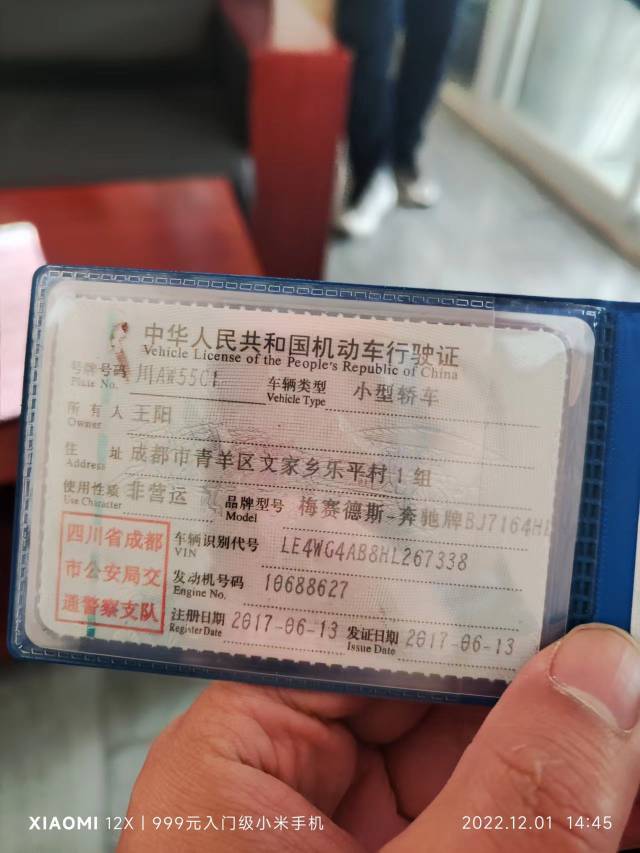 中华人民共和国机动车行驶证
Vehicle License of the People's Republic of China
号牌号码 川AW55C1 车辆类型 小型轿车
Plate No. Vehicle Type
所有人 王阳
Owner
住址 成都市青羊区文家乡乐平村1组
Address
使用性质 非营运 品牌型号 梅赛德斯-奔驰牌BJ7164H
Use Character Model
四川省成都
市公安局交
通警察支队
车辆识别代号 LE4WG4AB8HL267338
VIN
发动机号码 10688627
Engine No.
注册日期 2017-06-13 发证日期 2017-06-13
Register Date Issue Date
XIAOMI 12X | 999元入门级小米手机 2022.12.01 14:45